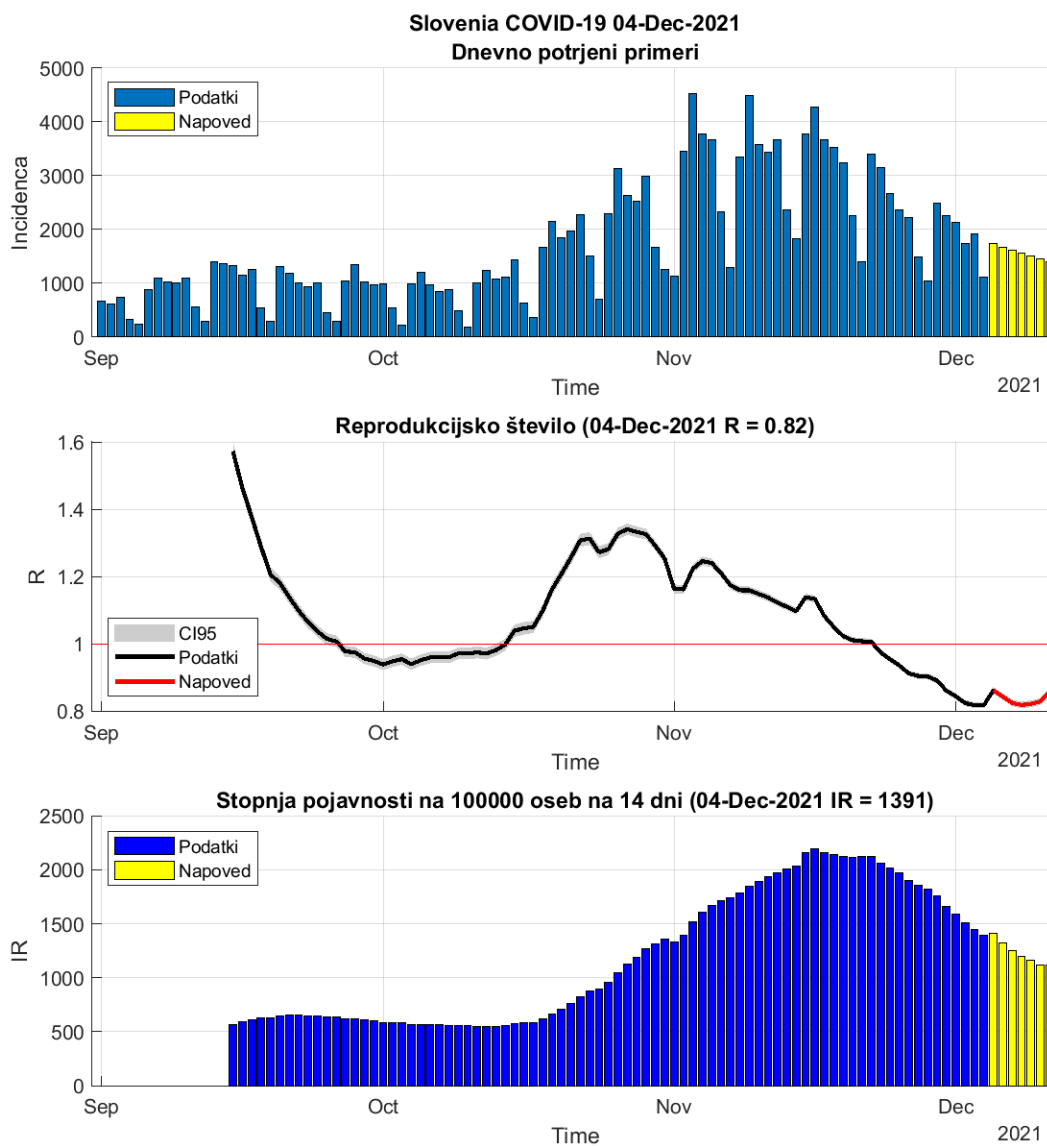 Slovenia COVID-19 04-Dec-2021
Dnevno potrjeni primeri
5000
4000
3000
2000
1000
0
Incidenca
Podatki
Napoved
Sep
Oct
Nov
Dec
Time
2021
Reprodukcijsko število (04-Dec-2021 R = 0.82)
1.6
1.4
1.2
1
0.8
R
CI95
Podatki
Napoved
Sep
Oct
Nov
Dec
Time
2021
Stopnja pojavnosti na 100000 oseb na 14 dni (04-Dec-2021 IR = 1391)
2500
2000
1500
1000
500
0
IR
Podatki
Napoved
Sep
Oct
Nov
Dec
Time
2021